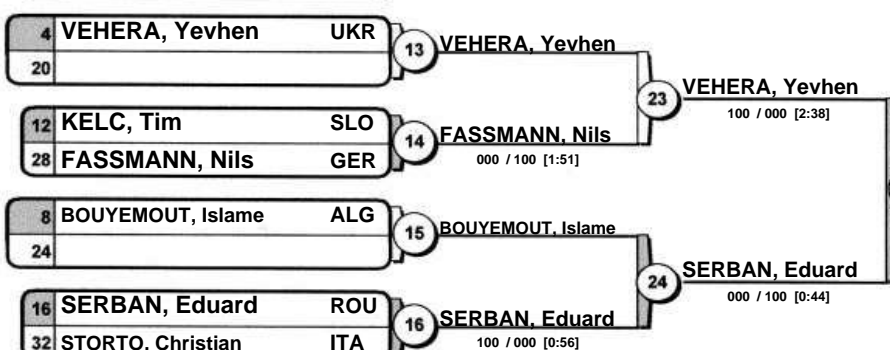 4 VEHERA, Yevhen UKR
20
13 VEHERA, Yevhen
12 KELC, Tim SLO
28 FASSMANN, Nils GER
14 FASSMANN, Nils
000 / 100 [1:51]
23 VEHERA, Yevhen
100 / 000 [2:38]
8 BOUYEMOUT, Islame ALG
24
15 BOUYEMOUT, Islame
16 SERBAN, Eduard ROU
32 STORTO, Christian ITA
16 SERBAN, Eduard
100 / 000 [0:56]
24 SERBAN, Eduard
000 / 100 [0:44]